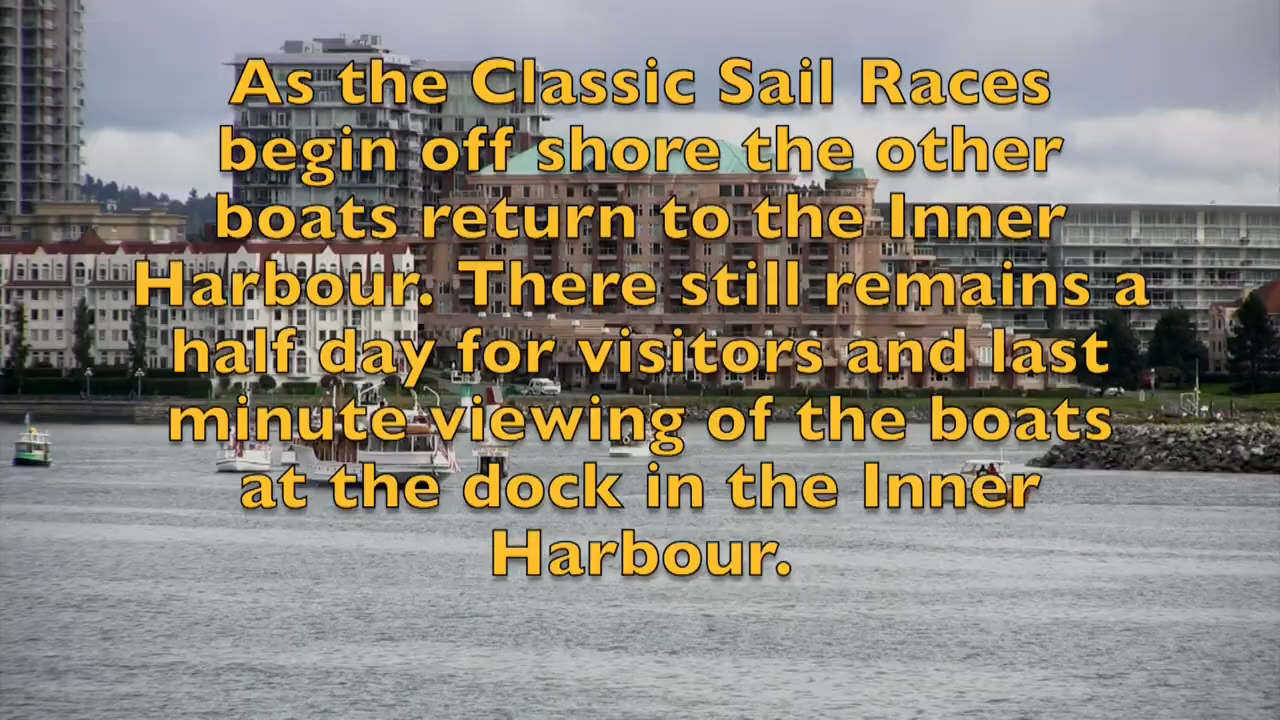 As the Classic Sail Races
begin off shore the other
boats return to the Inner
Harbour. There still remains a
half day for visitors and last
minute viewing of the boats
at the dock in the Inner
Harbour.